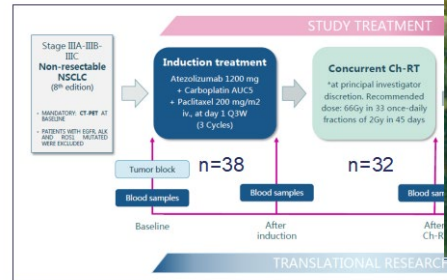 STUDY TREATMENT
Stage IIIA-IIIB-
IIIC
Non-resectable
NSCLC
(8th edition)
- MANDATORY: CT-PET AT
BASELINE
- PATIENTS WITH EGFR, ALK
AND ROS1 MUTATED
WERE EXCLUDED
Induction treatment
Atezolizumab 1200 mg
+ Carboplatin AUC5
+ Paclitaxel 200 mg/m2
iv., at day 1 Q3W
(3 Cycles)
Concurrent Ch-RT
*at principal investigator
discretion. Recommended
dose: 66Gy in 33 once-daily
fractions of 2Gy in 45 days
Tumor block
n=38
n=32
Blood samples
Blood samples
Blood sam
Baseline
After
induction
After
Ch-R
TRANSLATIONAL RESEARC